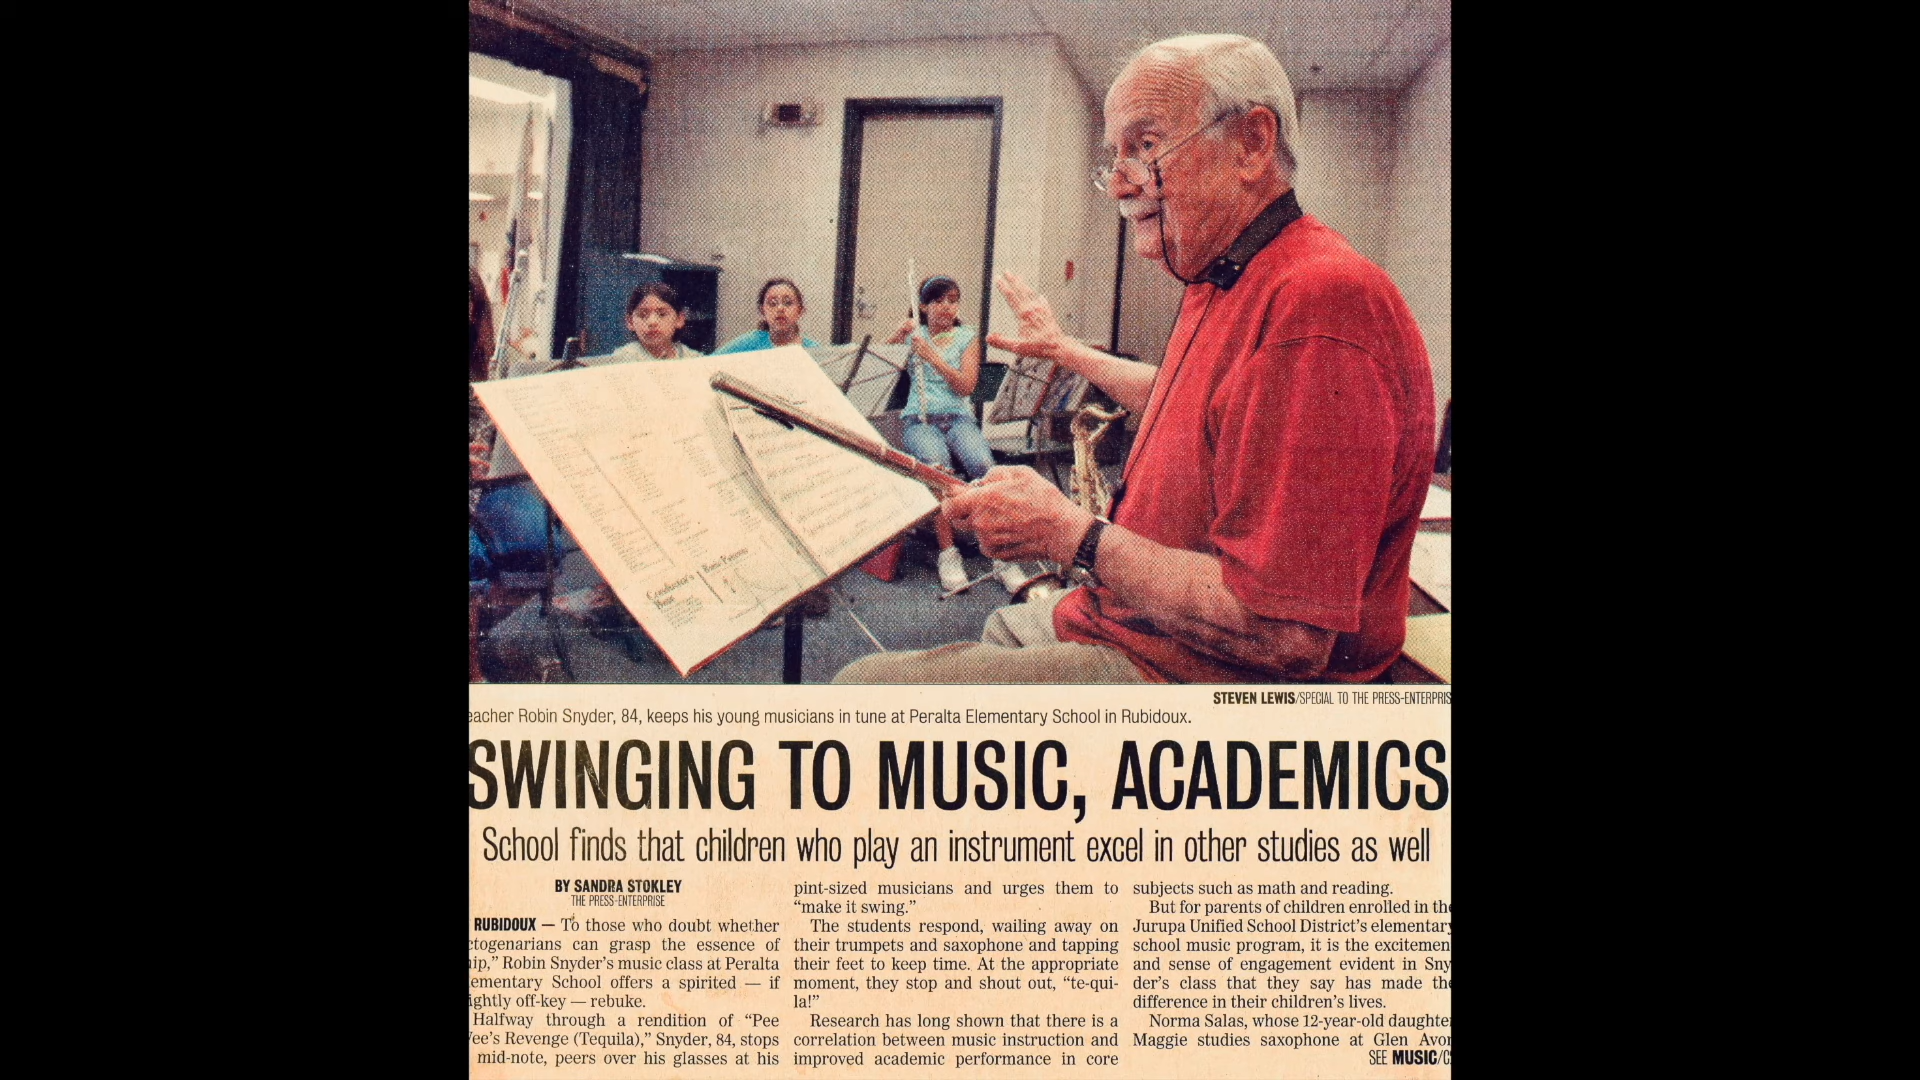 STEVEN LEWIS/SPECIAL TO THE PRESS-ENTERPRIS
eacher Robin Snyder, 84, keeps his young musicians in tune at Peralta Elementary School in Rubidoux.
SWINGING TO MUSIC, ACADEMICS
School finds that children who play an instrument excel in other studies as well
BY SANDRA STOKLEY
THE PRESS-ENTERPRISE
RUBIDOUX — To those who doubt whether
ctogenarians can grasp the essence of
ip,” Robin Snyder’s music class at Peralta
ementary School offers a spirited — if
ightly off-key — rebuke.
Halfway through a rendition of “Pee
ee’s Revenge (Tequila),” Snyder, 84, stops
mid-note, peers over his glasses at his
pint-sized musicians and urges them to
“make it swing.”
The students respond, wailing away on
their trumpets and saxophone and tapping
their feet to keep time. At the appropriate
moment, they stop and shout out, “te-qui-
la!”
Research has long shown that there is a
correlation between music instruction and
improved academic performance in core
subjects such as math and reading.
But for parents of children enrolled in the
Jurupa Unified School District’s elementary
school music program, it is the excitemen
and sense of engagement evident in Sny
der’s class that they say has made the
difference in their children’s lives.
Norma Salas, whose 12-year-old daughter
Maggie studies saxophone at Glen Avon
SEE MUSIC/C